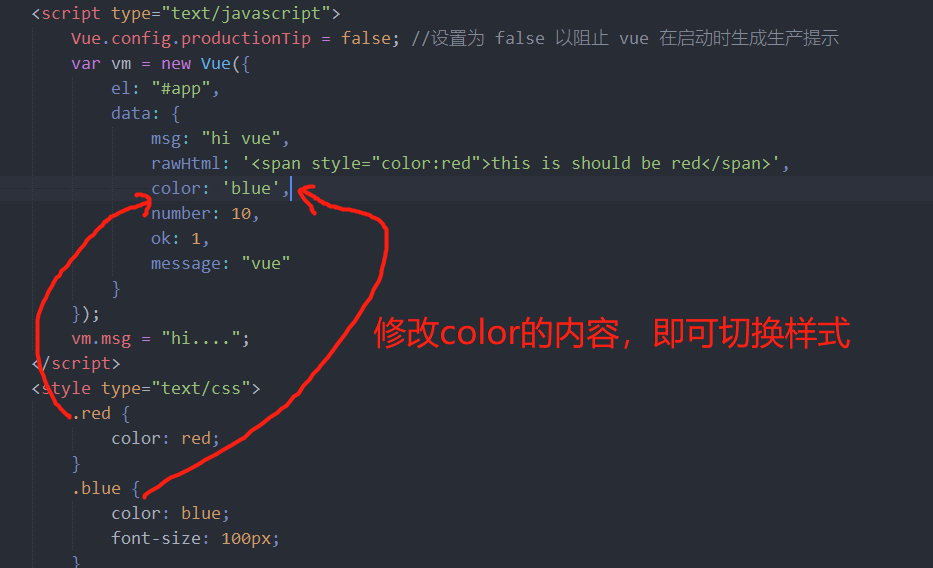 <script type="text/javascript">
Vue.config.productionTip = false; //设置为 false 以阻止 vue 在启动时生成生产提示
var vm = new Vue({
el: "#app",
data: {
msg: "hi vue",
rawHtml: '<span style="color:red">this is should be red</span>',
color: 'blue',
number: 10,
ok: 1,
message: "vue"
}
});
修改color的内容，即可切换样式
vm.msg = "hi....";
</script>
<style type="text/css">
.red {
color: red;
}
.blue {
color: blue;
font-size: 100px;
}